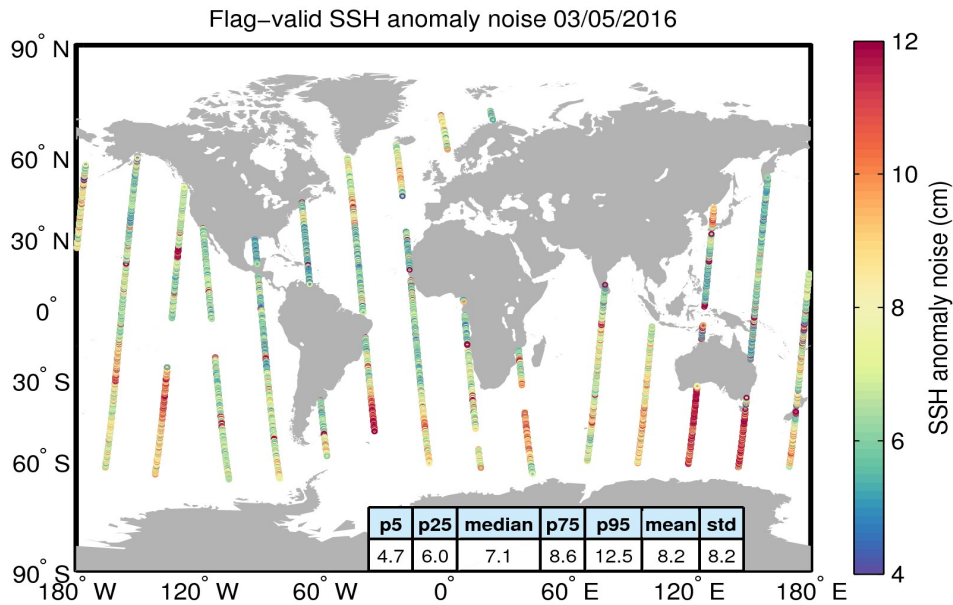 Flag-valid SSH anomaly noise 03/05/2016
90° N
60° N
30° N
0°
30° S
60° S
90° S
180° W
120° W
60° W
0°
60° E
120° E
180° E
p5 p25 median p75 p95 mean std
4.7 6.0 7.1 8.6 12.5 8.2 8.2
12
10
8
6
4
SSH anomaly noise (cm)